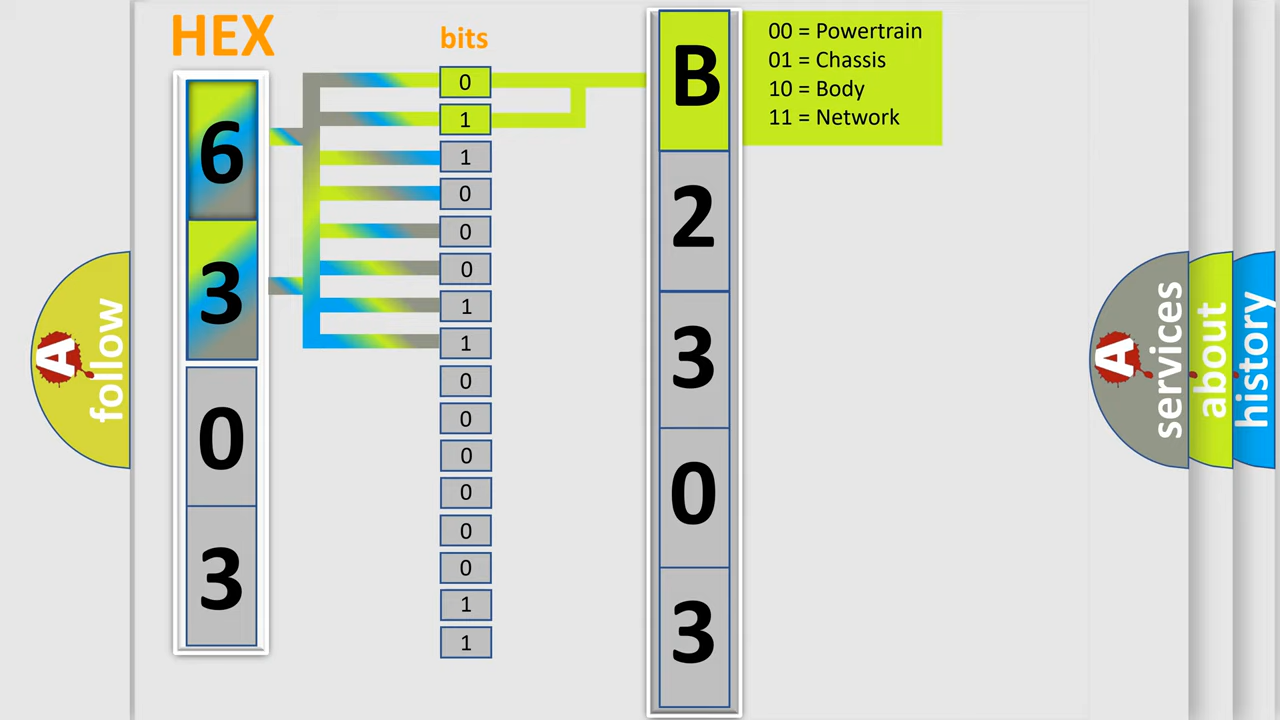 HEX
bits
6
3
0
3
0
1
1
0
0
0
1
1
0
0
0
0
0
0
1
1
B
2
3
0
3
00 = Powertrain
01 = Chassis
10 = Body
11 = Network
A
follow
A
services
about
history